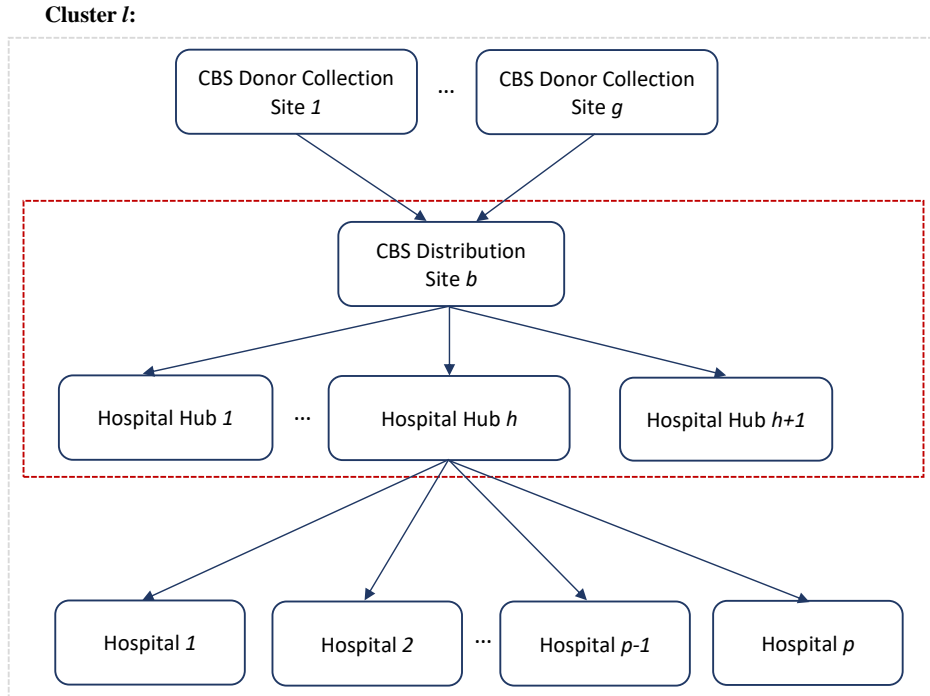 Cluster l:
CBS Donor Collection
Site 1
...
CBS Donor Collection
Site g
CBS Distribution
Site b
Hospital Hub 1
...
Hospital Hub h
Hospital Hub h+1
Hospital 1
Hospital 2
...
Hospital p-1
Hospital p